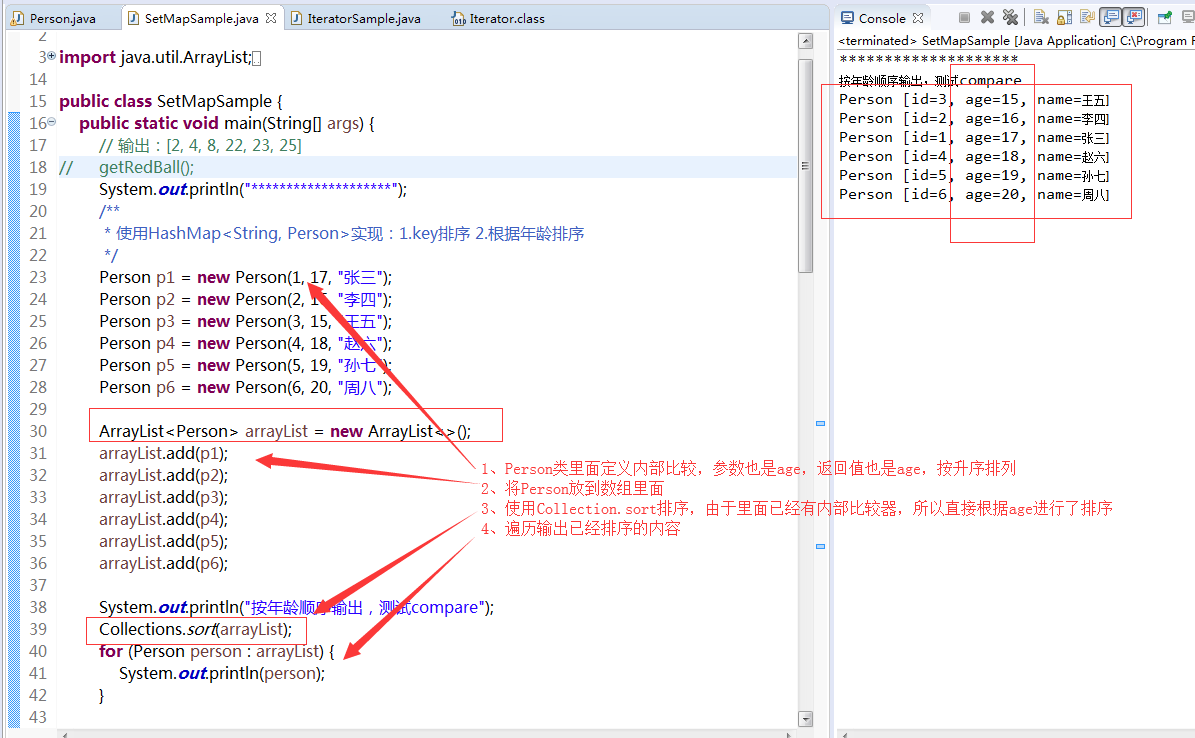 Person.java
SetMapSample.java
IteratorSample.java
Iterator.class
2
3 import java.util.ArrayList;
14
15 public class SetMapSample {
16 public static void main(String[] args) {
17 // 输出：[2, 4, 8, 22, 23, 25]
18 // getRedBall();
19 System.out.println("********************");
20 /**
21 * 使用HashMap<String, Person>实现：1.key排序 2.根据年龄排序
22 */
23 Person p1 = new Person(1, 17, "张三");
24 Person p2 = new Person(2, "李四");
25 Person p3 = new Person(3, 15, "王五");
26 Person p4 = new Person(4, 18, "赵六");
27 Person p5 = new Person(5, 19, "孙七");
28 Person p6 = new Person(6, 20, "周八");
29
30 ArrayList<Person> arrayList = new ArrayList<>();
31 arrayList.add(p1);
32 arrayList.add(p2);
33 arrayList.add(p3);
34 arrayList.add(p4);
35 arrayList.add(p5);
36 arrayList.add(p6);
37
38 System.out.println("按年龄顺序输出，测试compare");
39 Collections.sort(arrayList);
40 for (Person person : arrayList) {
41 System.out.println(person);
42 }
43
1、Person类里面定义内部比较，参数也是age，返回值也是age，按升序排列
2、将Person放到数组里面
3、使用Collection.sort排序，由于里面已经有内部比较器，所以直接根据age进行了排序
4、遍历输出已经排序的内容
Console
<terminated> SetMapSample [Java Application] C:\Program F
********************
按年龄顺序输出，测试compare
Person [id=3, age=15, name=王五]
Person [id=2, age=16, name=李四]
Person [id=1, age=17, name=张三]
Person [id=4, age=18, name=赵六]
Person [id=5, age=19, name=孙七]
Person [id=6, age=20, name=周八]